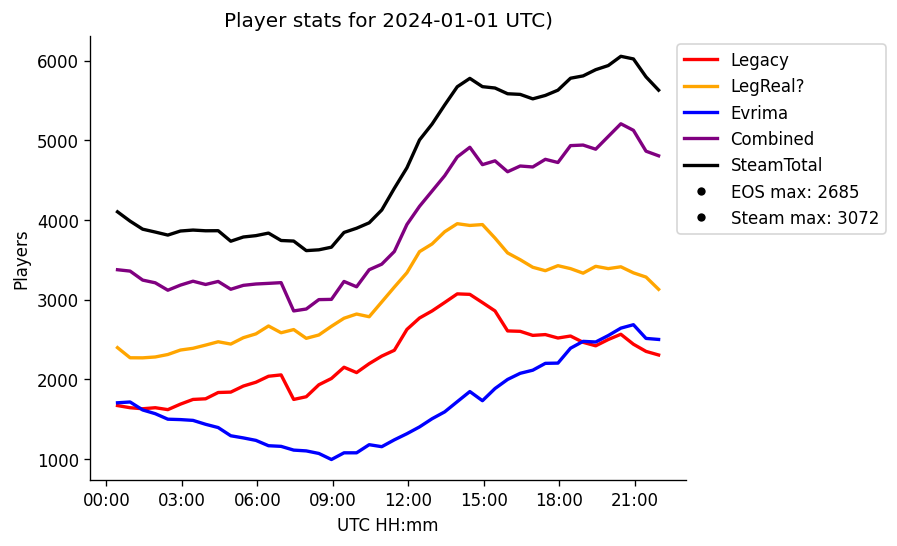 Player stats for 2024-01-01 UTC)
Legacy
LegReal?
Evrima
Combined
SteamTotal
EOS max: 2685
Steam max: 3072
Players
6000
5000
4000
3000
2000
1000
00:00
03:00
06:00
09:00
12:00
15:00
18:00
21:00
UTC HH:mm